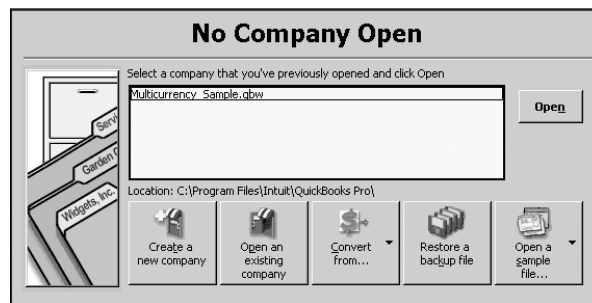 No Company Open
Select a company that you've previously opened and click Open
Multicurrency_Sample.qbw
Open
Location: C:\Program Files\Intuit\QuickBooks Pro\
Servi
Garden C
Widgets, Inc.
Create a
new company
Open an
existing
company
Convert
from...
Restore a
backup file
Open a
sample
file...